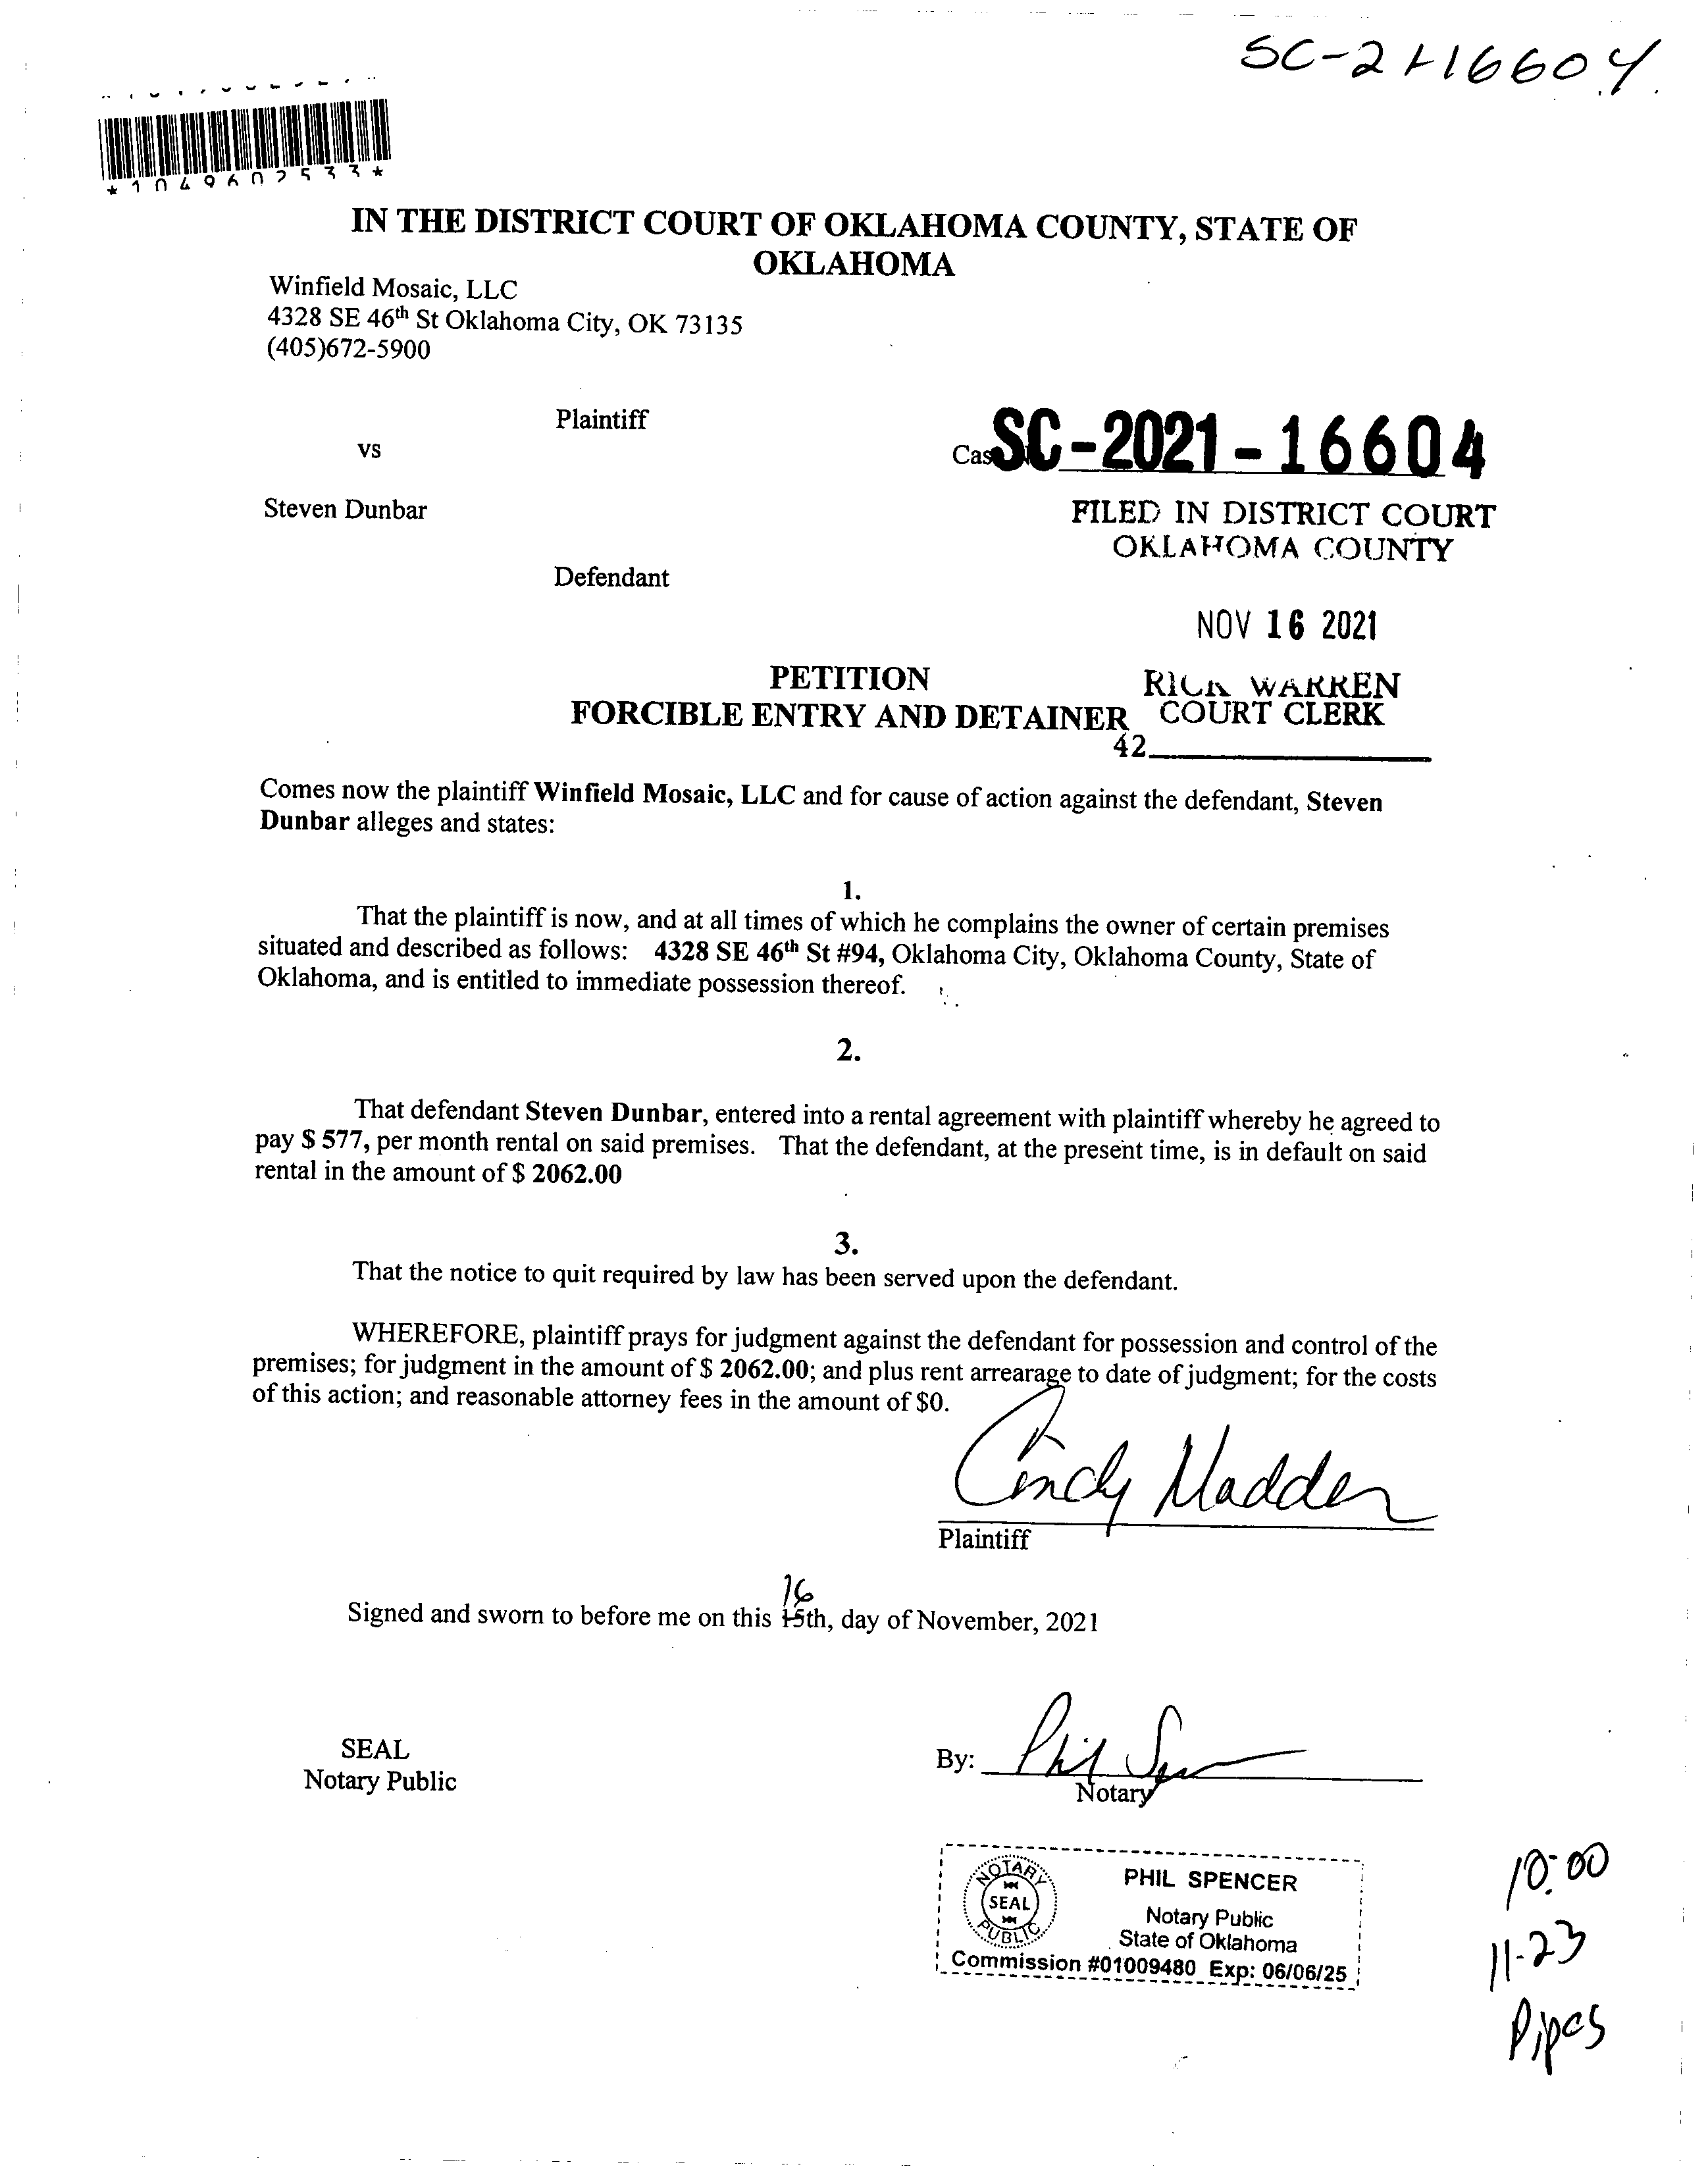 SC-21-16604
*1049602533*
IN THE DISTRICT COURT OF OKLAHOMA COUNTY, STATE OF
OKLAHOMA
Winfield Mosaic, LLC
4328 SE 46th St Oklahoma City, OK 73135
(405)672-5900
Plaintiff
vs
Cas SC-2021-16604
Steven Dunbar
FILED IN DISTRICT COURT
OKLAHOMA COUNTY
Defendant
NOV 16 2021
PETITION
RICK WARREN
FORCIBLE ENTRY AND DETAINER
COURT CLERK
42
Comes now the plaintiff Winfield Mosaic, LLC and for cause of action against the defendant, Steven
Dunbar alleges and states:
1.
That the plaintiff is now, and at all times of which he complains the owner of certain premises
situated and described as follows: 4328 SE 46th St #94, Oklahoma City, Oklahoma County, State of
Oklahoma, and is entitled to immediate possession thereof.
2.
That defendant Steven Dunbar, entered into a rental agreement with plaintiff whereby he agreed to
pay $ 577, per month rental on said premises. That the defendant, at the present time, is in default on said
rental in the amount of $ 2062.00
3.
That the notice to quit required by law has been served upon the defendant.
WHEREFORE, plaintiff prays for judgment against the defendant for possession and control of the
premises; for judgment in the amount of $ 2062.00; and plus rent arrearage to date of judgment; for the costs
of this action; and reasonable attorney fees in the amount of $0.
Cindy Madden
Plaintiff
16
Signed and sworn to before me on this 15th, day of November, 2021
SEAL
Notary Public
By: Phil Spencer
Notary
NOTARY
SEAL
PUBLIC
PHIL SPENCER
Notary Public
State of Oklahoma
Commission #01009480 Exp: 06/06/25
10:00
11-23
Pipes